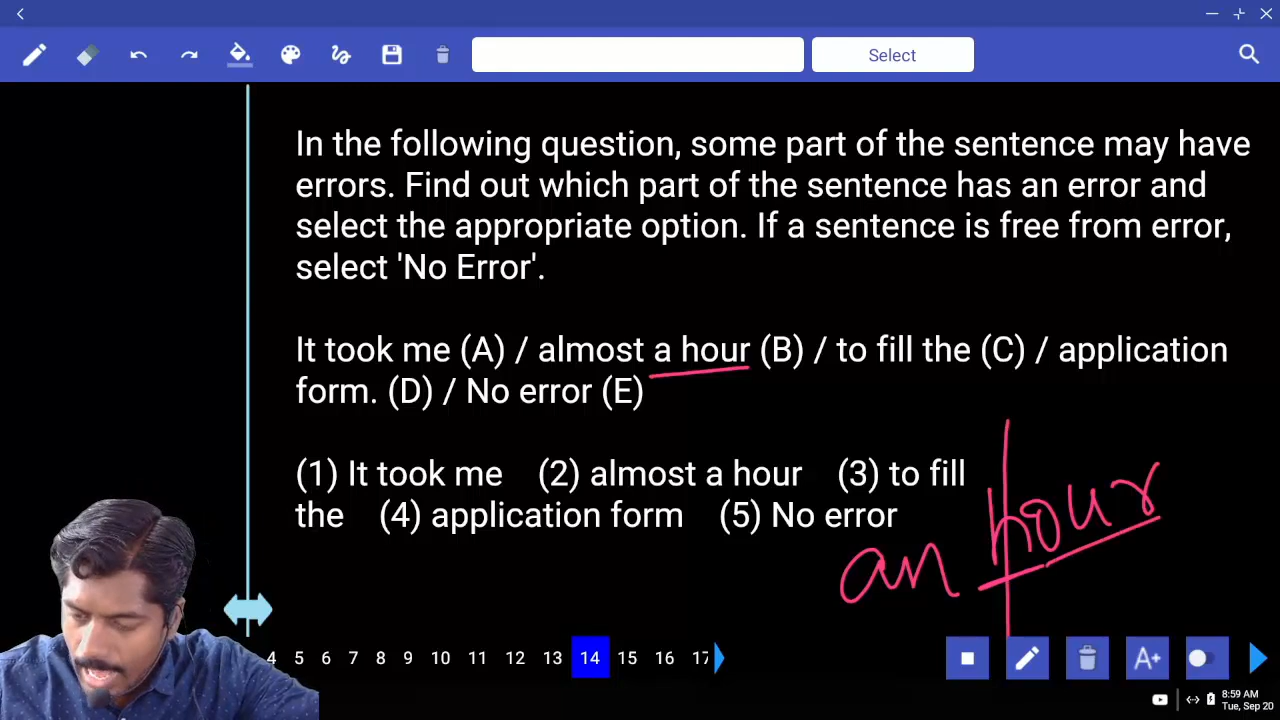 Select
In the following question, some part of the sentence may have
errors. Find out which part of the sentence has an error and
select the appropriate option. If a sentence is free from error,
select 'No Error'.
It took me (A) / almost a hour (B) / to fill the (C) / application
form. (D) / No error (E)
(1) It took me (2) almost a hour (3) to fill
the (4) application form (5) No error
an hour
4 5 6 7 8 9 10 11 12 13 14 15 16 17
A+
8:59 AM
Tue, Sep 20